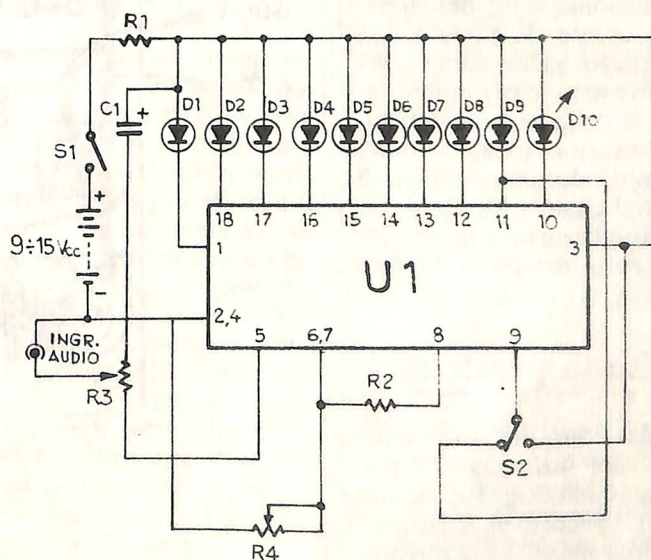 R1
C1 +
D1 D2 D3 D4 D5 D6 D7 D8 D9 D10
S1
+
9÷15Vcc
-
18 17 16 15 14 13 12 11 10
1 3
U1
2,4
5 6,7 8 9
INGR.
AUDIO
R3
R2
S2
R4